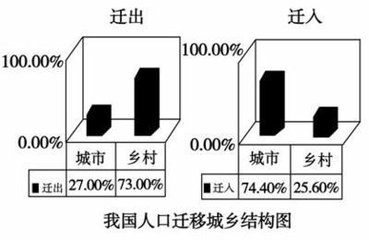 迁出
100.00%
0.00%
城市 乡村
迁出 27.00% 73.00%
迁入
100.00%
0.00%
城市 乡村
迁入 74.40% 25.60%
我国人口迁移城乡结构图